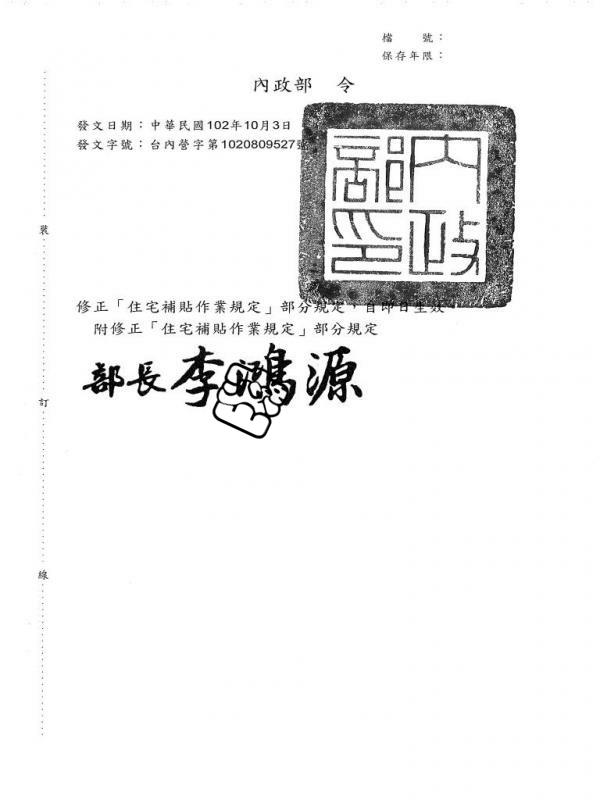 檔　　號：
保存年限：
內政部　令
發文日期：中華民國102年10月3日
發文字號：台內營字第1020809527號
內政部印
修正「住宅補貼作業規定」部分規定，自即日生效。
附修正「住宅補貼作業規定」部分規定
部長 李鴻源
裝
訂
線